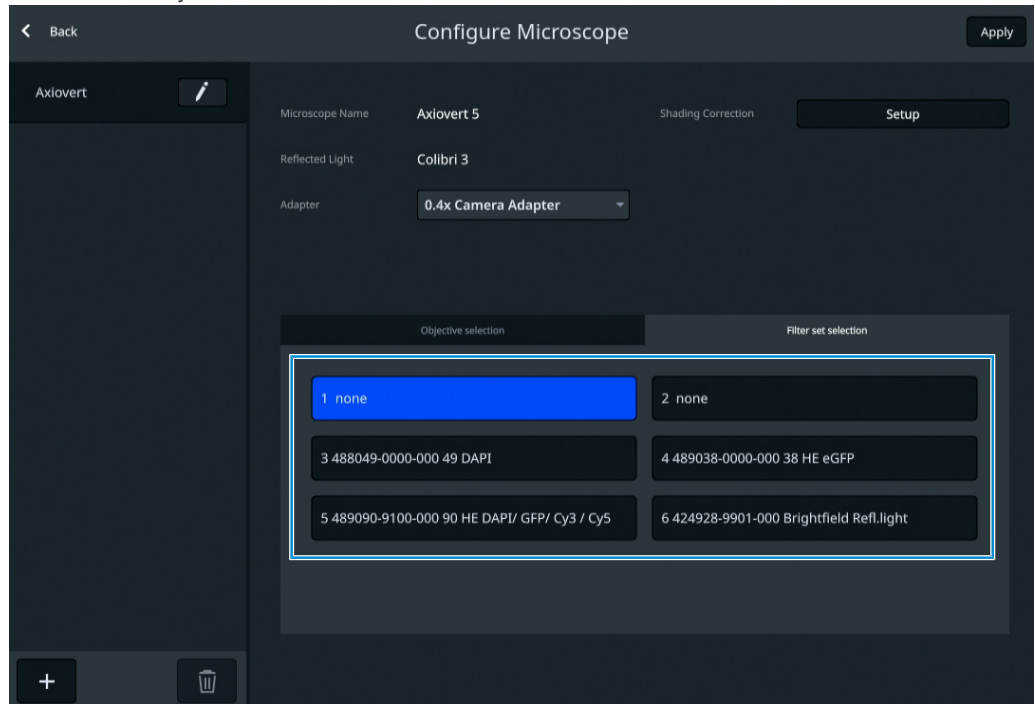 Back
Configure Microscope
Apply
Axiovert
Microscope Name
Axiovert 5
Shading Correction
Setup
Reflected Light
Colibri 3
Adapter
0.4x Camera Adapter
Objective selection
Filter set selection
1 none
2 none
3 488049-0000-000 49 DAPI
4 489038-0000-000 38 HE eGFP
5 489090-9100-000 90 HE DAPI/ GFP/ Cy3 / Cy5
6 424928-9901-000 Brightfield Refl.light